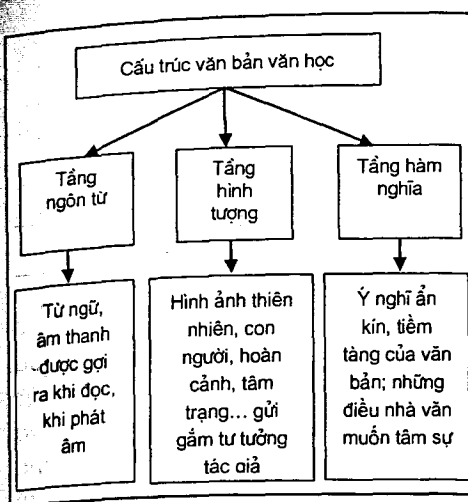 Cấu trúc văn bản văn học
Tầng
ngôn từ
Tầng
hình
tượng
Tầng hàm
nghĩa
Từ ngữ,
âm thanh
được gợi
ra khi đọc,
khi phát
âm
Hình ảnh thiên
nhiên, con
người, hoàn
cảnh, tâm
trạng... gửi
gắm tư tưởng
tác giả
Ý nghĩ ẩn
kín, tiềm
tàng của văn
bản; những
điều nhà văn
muốn tâm sự